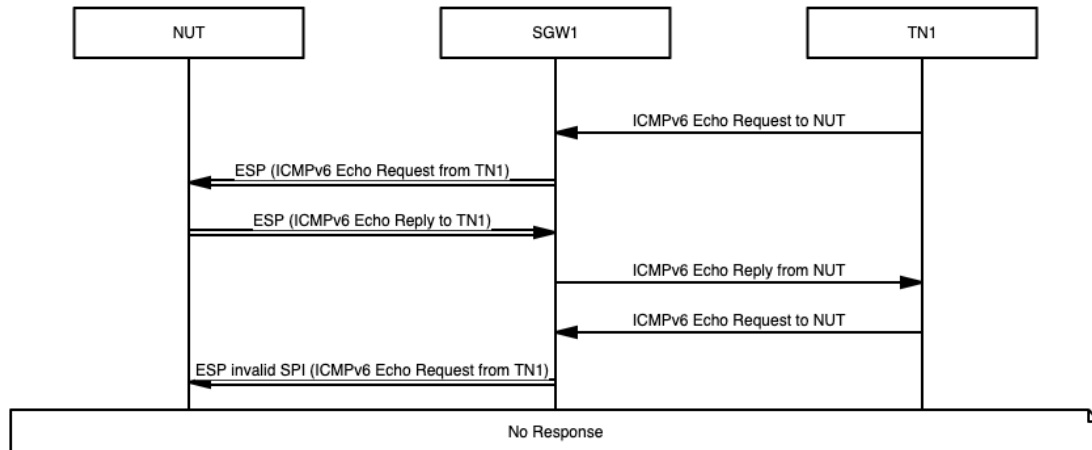 NUT
SGW1
TN1
ICMPv6 Echo Request to NUT
ESP (ICMPv6 Echo Request from TN1)
ESP (ICMPv6 Echo Reply to TN1)
ICMPv6 Echo Reply from NUT
ICMPv6 Echo Request to NUT
ESP invalid SPI (ICMPv6 Echo Request from TN1)
No Response